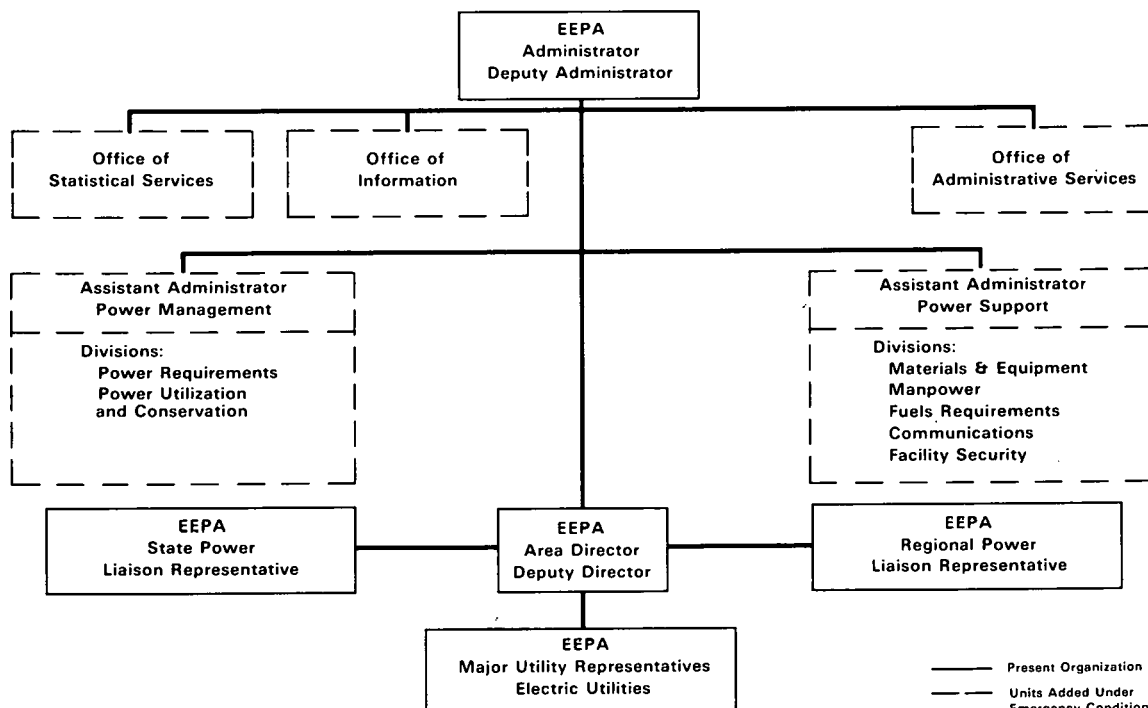 EEPA
Administrator
Deputy Administrator
Office of
Statistical Services
Office of
Information
Office of
Administrative Services
Assistant Administrator
Power Management
Divisions:
Power Requirements
Power Utilization
and Conservation
Assistant Administrator
Power Support
Divisions:
Materials & Equipment
Manpower
Fuels Requirements
Communications
Facility Security
EEPA
State Power
Liaison Representative
EEPA
Area Director
Deputy Director
EEPA
Regional Power
Liaison Representative
EEPA
Major Utility Representatives
Electric Utilities
Present Organization
Units Added Under
Emergency Condition